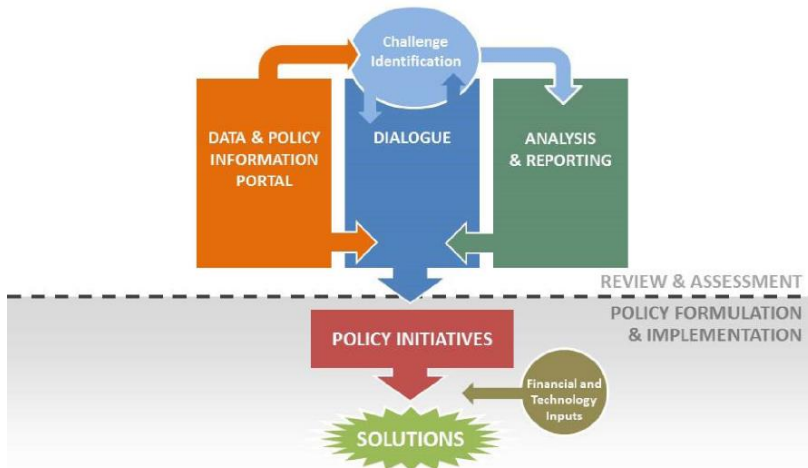 Challenge
Identification
DATA & POLICY
INFORMATION
PORTAL
DIALOGUE
ANALYSIS
& REPORTING
REVIEW & ASSESSMENT
POLICY FORMULATION
& IMPLEMENTATION
POLICY INITIATIVES
Financial and
Technology
Inputs
SOLUTIONS